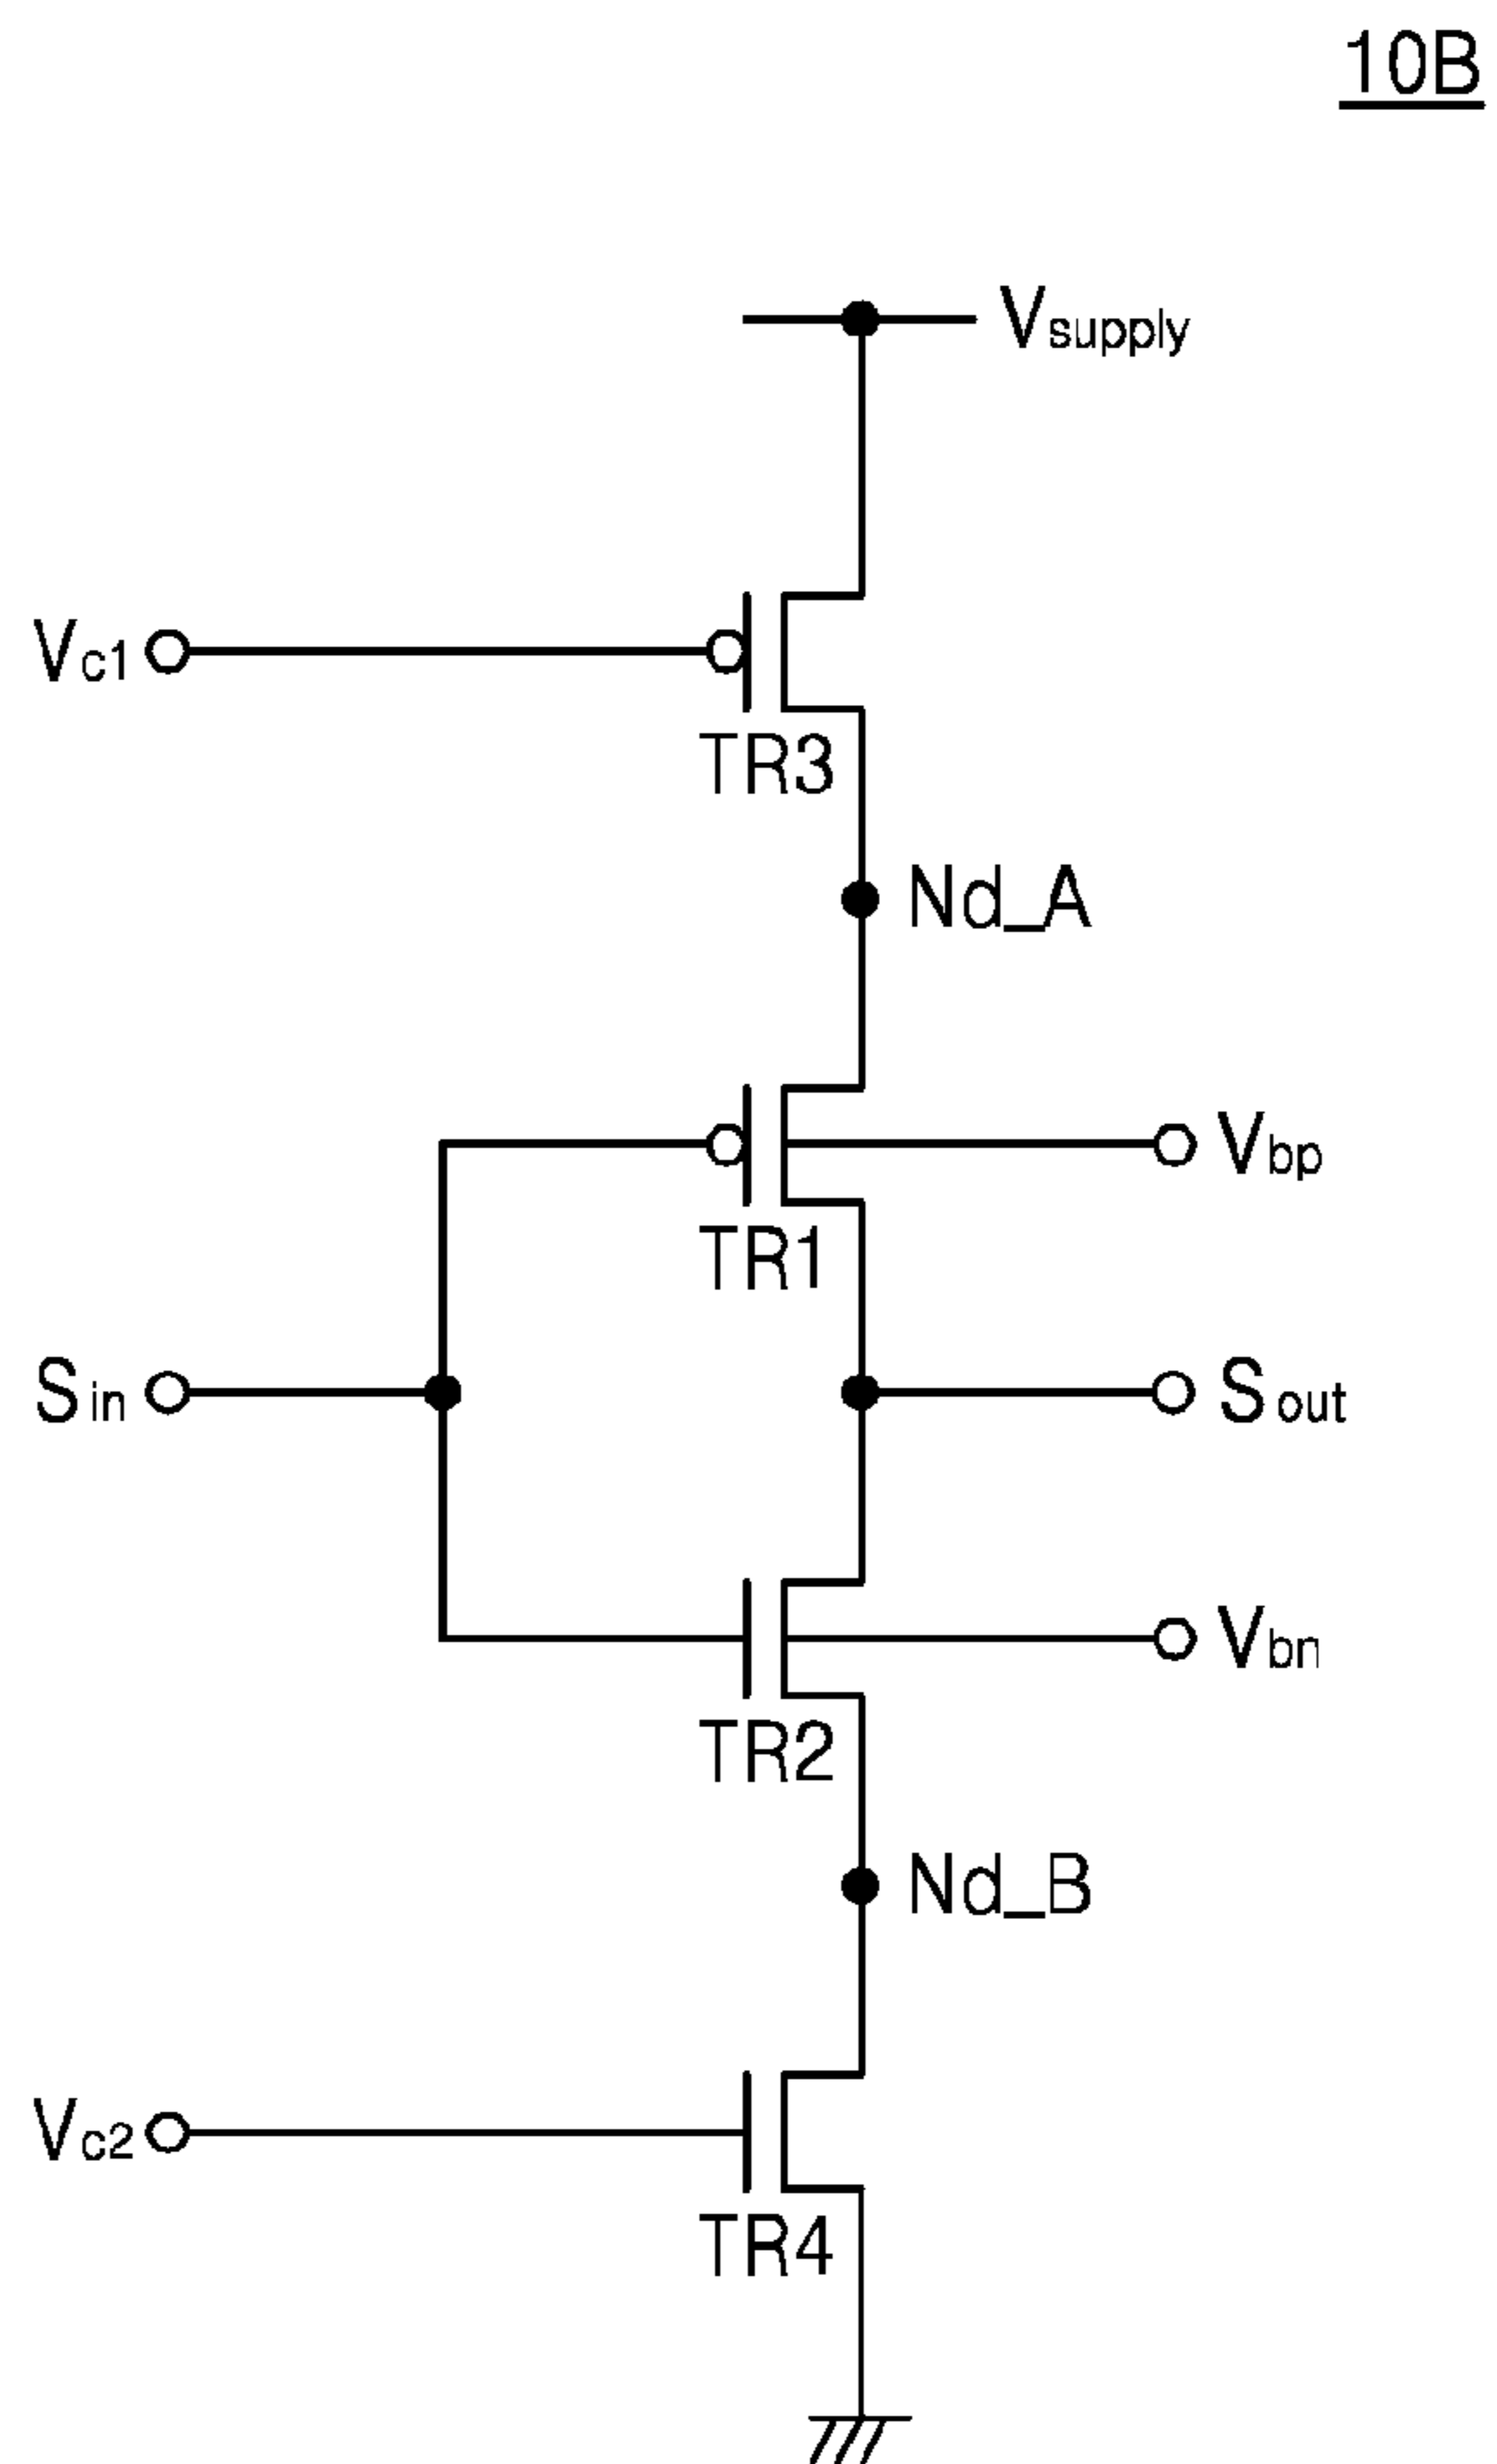 10B
Vsupply
Vc1
TR3
Nd_A
Vbp
TR1
Sin
Sout
Vbn
TR2
Nd_B
Vc2
TR4